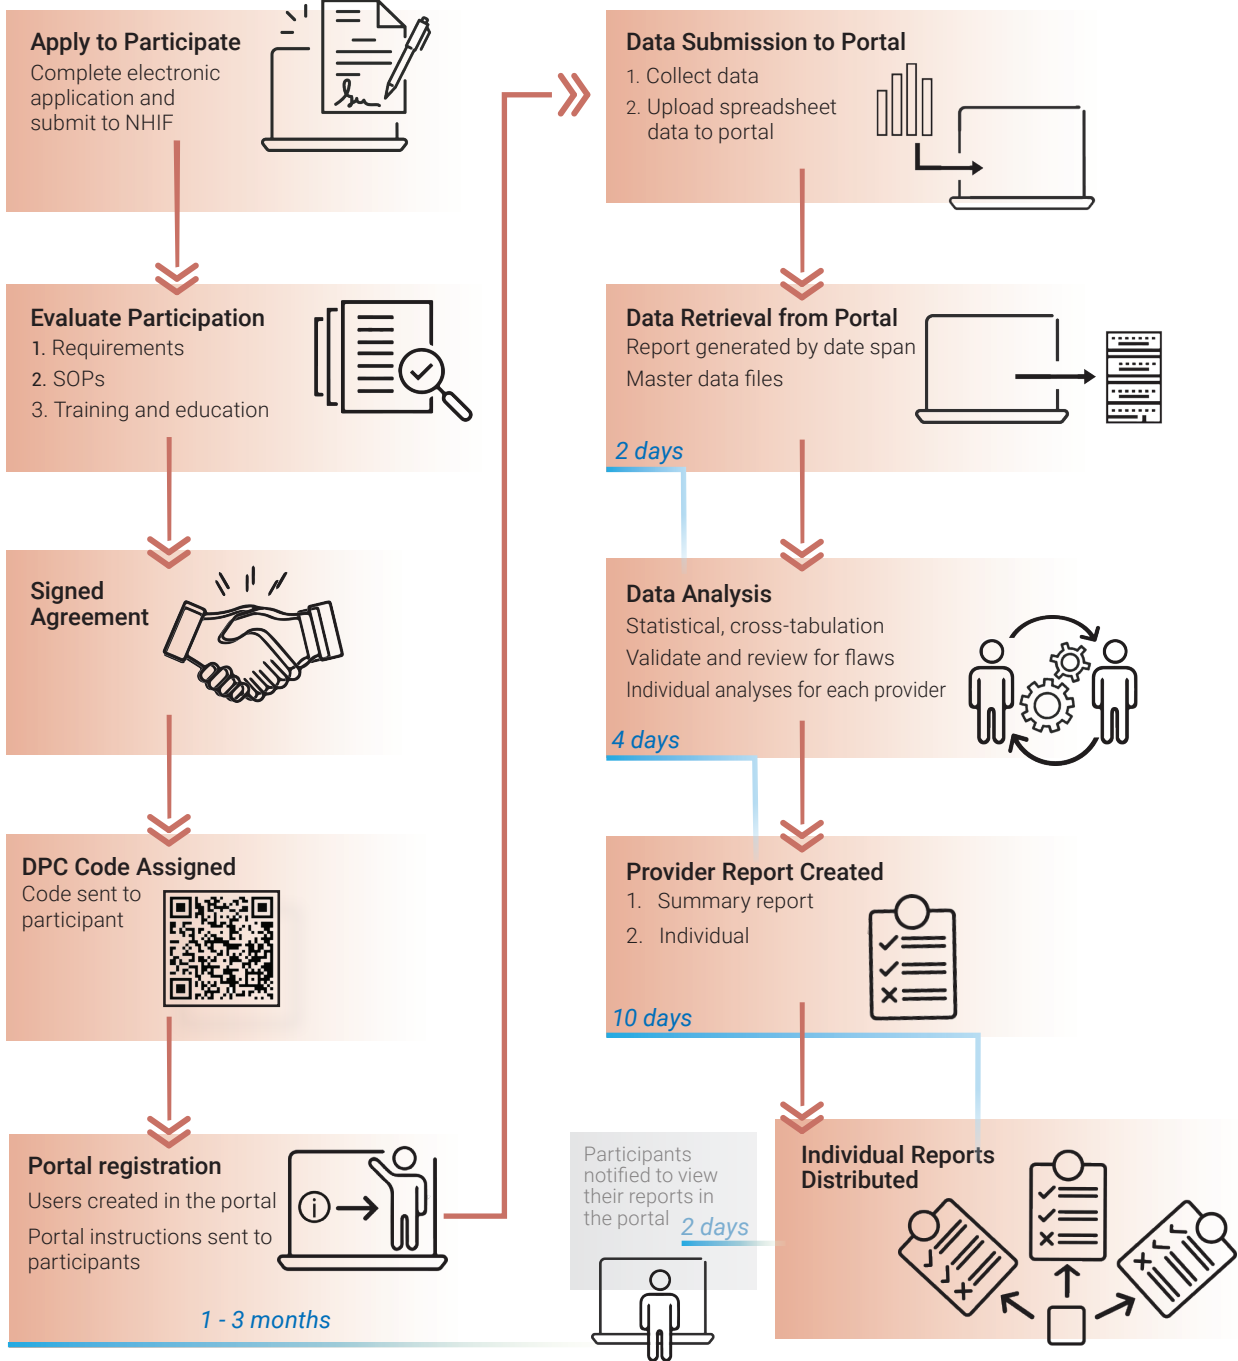 Apply to Participate
Complete electronic
application and
submit to NHIF
Evaluate Participation
1. Requirements
2. SOPs
3. Training and education
Signed
Agreement
DPC Code Assigned
Code sent to
participant
Portal registration
Users created in the portal
Portal instructions sent to
participants
1 - 3 months
Data Submission to Portal
1. Collect data
2. Upload spreadsheet
data to portal
Data Retrieval from Portal
Report generated by date span
Master data files
2 days
Data Analysis
Statistical, cross-tabulation
Validate and review for flaws
Individual analyses for each provider
4 days
Provider Report Created
1. Summary report
2. Individual
10 days
Individual Reports
Distributed
Participants
notified to view
their reports in
the portal
2 days